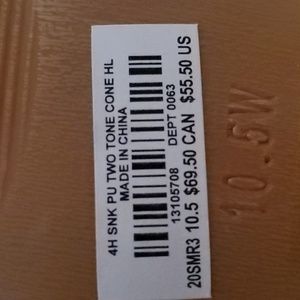 4H SNK PU TWO TONE CONE HL
MADE IN CHINA
DEPT 0063
13105708
20SMR3 10.5 $69.50 CAN $55.50 US
10.5W